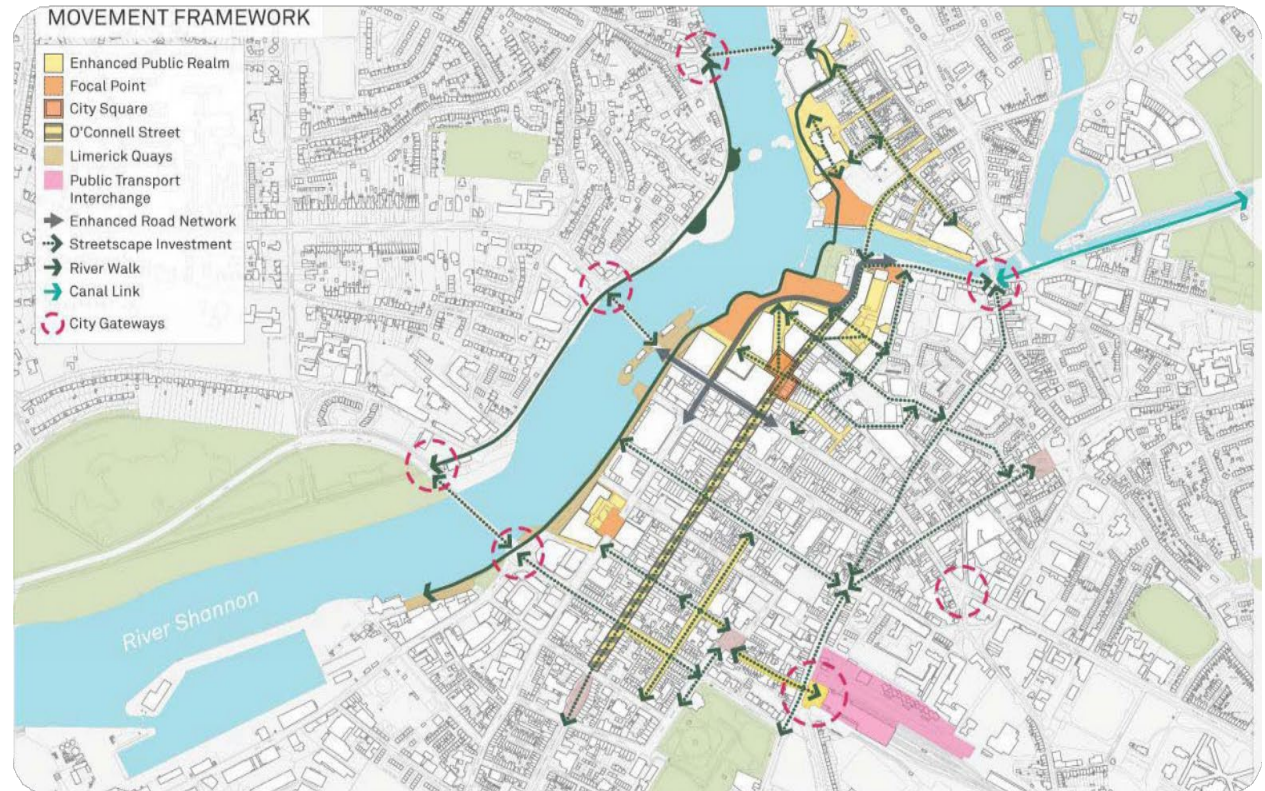 MOVEMENT FRAMEWORK
Enhanced Public Realm
Focal Point
City Square
O'Connell Street
Limerick Quays
Public Transport
Interchange
Enhanced Road Network
Streetscape Investment
River Walk
Canal Link
City Gateways
River Shannon